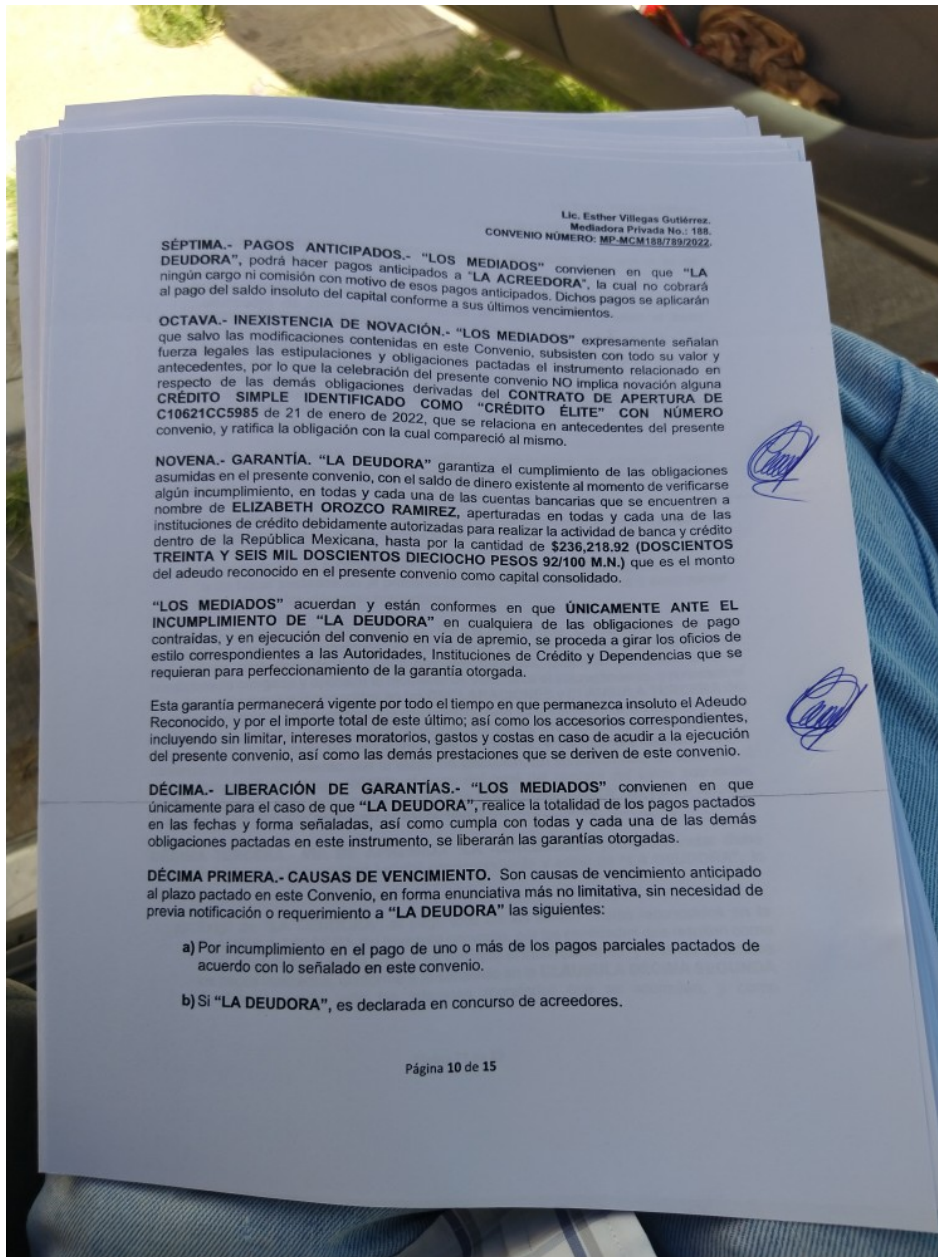 Lic. Esther Villegas Gutiérrez.
Mediadora Privada No.: 188.
CONVENIO NÚMERO: MP-MCM188/789/2022.
SÉPTIMA.- PAGOS ANTICIPADOS.- "LOS MEDIADOS" convienen en que "LA
DEUDORA", podrá hacer pagos anticipados a "LA ACREEDORA", la cual no cobrará
ningún cargo ni comisión con motivo de esos pagos anticipados. Dichos pagos se aplicarán
al pago del saldo insoluto del capital conforme a sus últimos vencimientos.
OCTAVA.- INEXISTENCIA DE NOVACIÓN.- "LOS MEDIADOS" expresamente señalan
que salvo las modificaciones contenidas en este Convenio, subsisten con todo su valor y
fuerza legales las estipulaciones y obligaciones pactadas el instrumento relacionado en
antecedentes, por lo que la celebración del presente convenio NO implica novación alguna
respecto de las demás obligaciones derivadas del CONTRATO DE APERTURA DE
CRÉDITO SIMPLE IDENTIFICADO COMO "CRÉDITO ÉLITE" CON NÚMERO
C10621CC5985 de 21 de enero de 2022, que se relaciona en antecedentes del presente
convenio, y ratifica la obligación con la cual compareció al mismo.
NOVENA.- GARANTÍA. "LA DEUDORA" garantiza el cumplimiento de las obligaciones
asumidas en el presente convenio, con el saldo de dinero existente al momento de verificarse
algún incumplimiento, en todas y cada una de las cuentas bancarias que se encuentren a
nombre de ELIZABETH OROZCO RAMIREZ, aperturadas en todas y cada una de las
instituciones de crédito debidamente autorizadas para realizar la actividad de banca y crédito
dentro de la República Mexicana, hasta por la cantidad de $236,218.92 (DOSCIENTOS
TREINTA Y SEIS MIL DOSCIENTOS DIECIOCHO PESOS 92/100 M.N.) que es el monto
del adeudo reconocido en el presente convenio como capital consolidado.
"LOS MEDIADOS" acuerdan y están conformes en que ÚNICAMENTE ANTE EL
INCUMPLIMIENTO DE "LA DEUDORA" en cualquiera de las obligaciones de pago
contraídas, y en ejecución del convenio en vía de apremio, se proceda a girar los oficios de
estilo correspondientes a las Autoridades, Instituciones de Crédito y Dependencias que se
requieran para perfeccionamiento de la garantía otorgada.
Esta garantía permanecerá vigente por todo el tiempo en que permanezca insoluto el Adeudo
Reconocido, y por el importe total de este último; así como los accesorios correspondientes,
incluyendo sin limitar, intereses moratorios, gastos y costas en caso de acudir a la ejecución
del presente convenio, así como las demás prestaciones que se deriven de este convenio.
DÉCIMA.- LIBERACIÓN DE GARANTÍAS.- "LOS MEDIADOS" convienen en que
únicamente para el caso de que "LA DEUDORA", realice la totalidad de los pagos pactados
en las fechas y forma señaladas, así como cumpla con todas y cada una de las demás
obligaciones pactadas en este instrumento, se liberarán las garantías otorgadas.
DÉCIMA PRIMERA.- CAUSAS DE VENCIMIENTO. Son causas de vencimiento anticipado
al plazo pactado en este Convenio, en forma enunciativa más no limitativa, sin necesidad de
previa notificación o requerimiento a "LA DEUDORA" las siguientes:
a) Por incumplimiento en el pago de uno o más de los pagos parciales pactados de
acuerdo con lo señalado en este convenio.
b) Si "LA DEUDORA", es declarada en concurso de acreedores.
Página 10 de 15